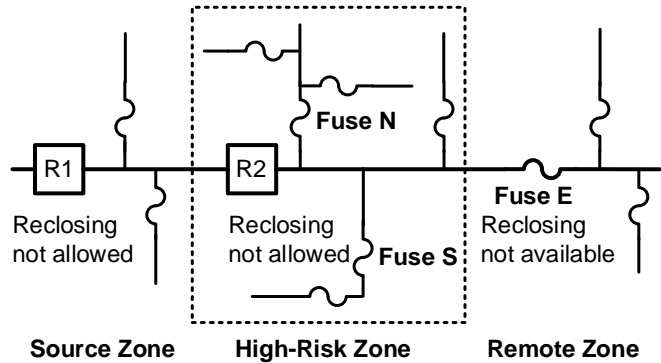 Fuse N
R1
R2
Fuse E
Reclosing
not allowed
Reclosing
not allowed
Fuse S
Reclosing
not available
Source Zone
High-Risk Zone
Remote Zone